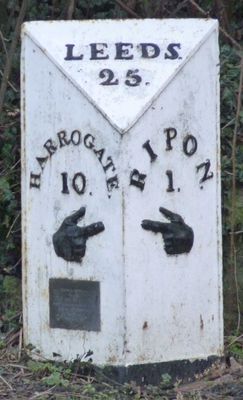 LEEDS
25.
HARROGATE
10.
RIPON
1.